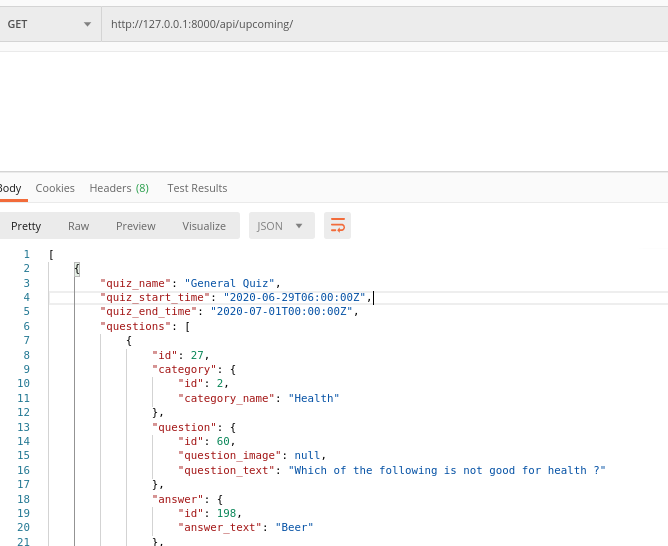 GET http://127.0.0.1:8000/api/upcoming/
Body Cookies Headers (8) Test Results
Pretty Raw Preview Visualize JSON
1 [
2 {
3 "quiz_name": "General Quiz",
4 "quiz_start_time": "2020-06-29T06:00:00Z",
5 "quiz_end_time": "2020-07-01T00:00:00Z",
6 "questions": [
7 {
8 "id": 27,
9 "category": {
10 "id": 2,
11 "category_name": "Health"
12 },
13 "question": {
14 "id": 60,
15 "question_image": null,
16 "question_text": "Which of the following is not good for health ?"
17 },
18 "answer": {
19 "id": 198,
20 "answer_text": "Beer"
21 },